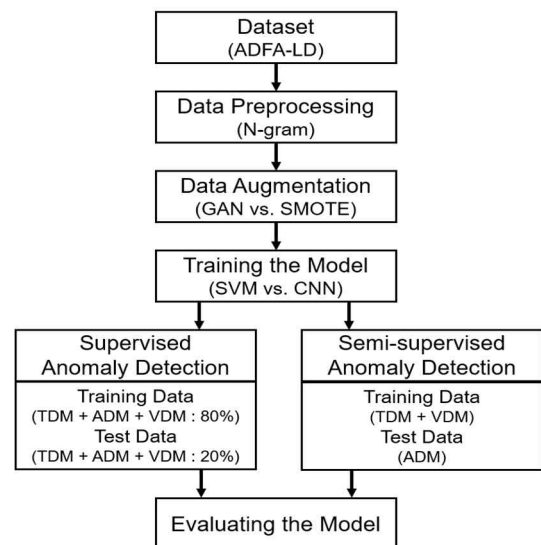 Dataset
(ADFA-LD)
Data Preprocessing
(N-gram)
Data Augmentation
(GAN vs. SMOTE)
Training the Model
(SVM vs. CNN)
Supervised
Anomaly Detection
Training Data
(TDM + ADM + VDM : 80%)
Test Data
(TDM + ADM + VDM : 20%)
Semi-supervised
Anomaly Detection
Training Data
(TDM + VDM)
Test Data
(ADM)
Evaluating the Model